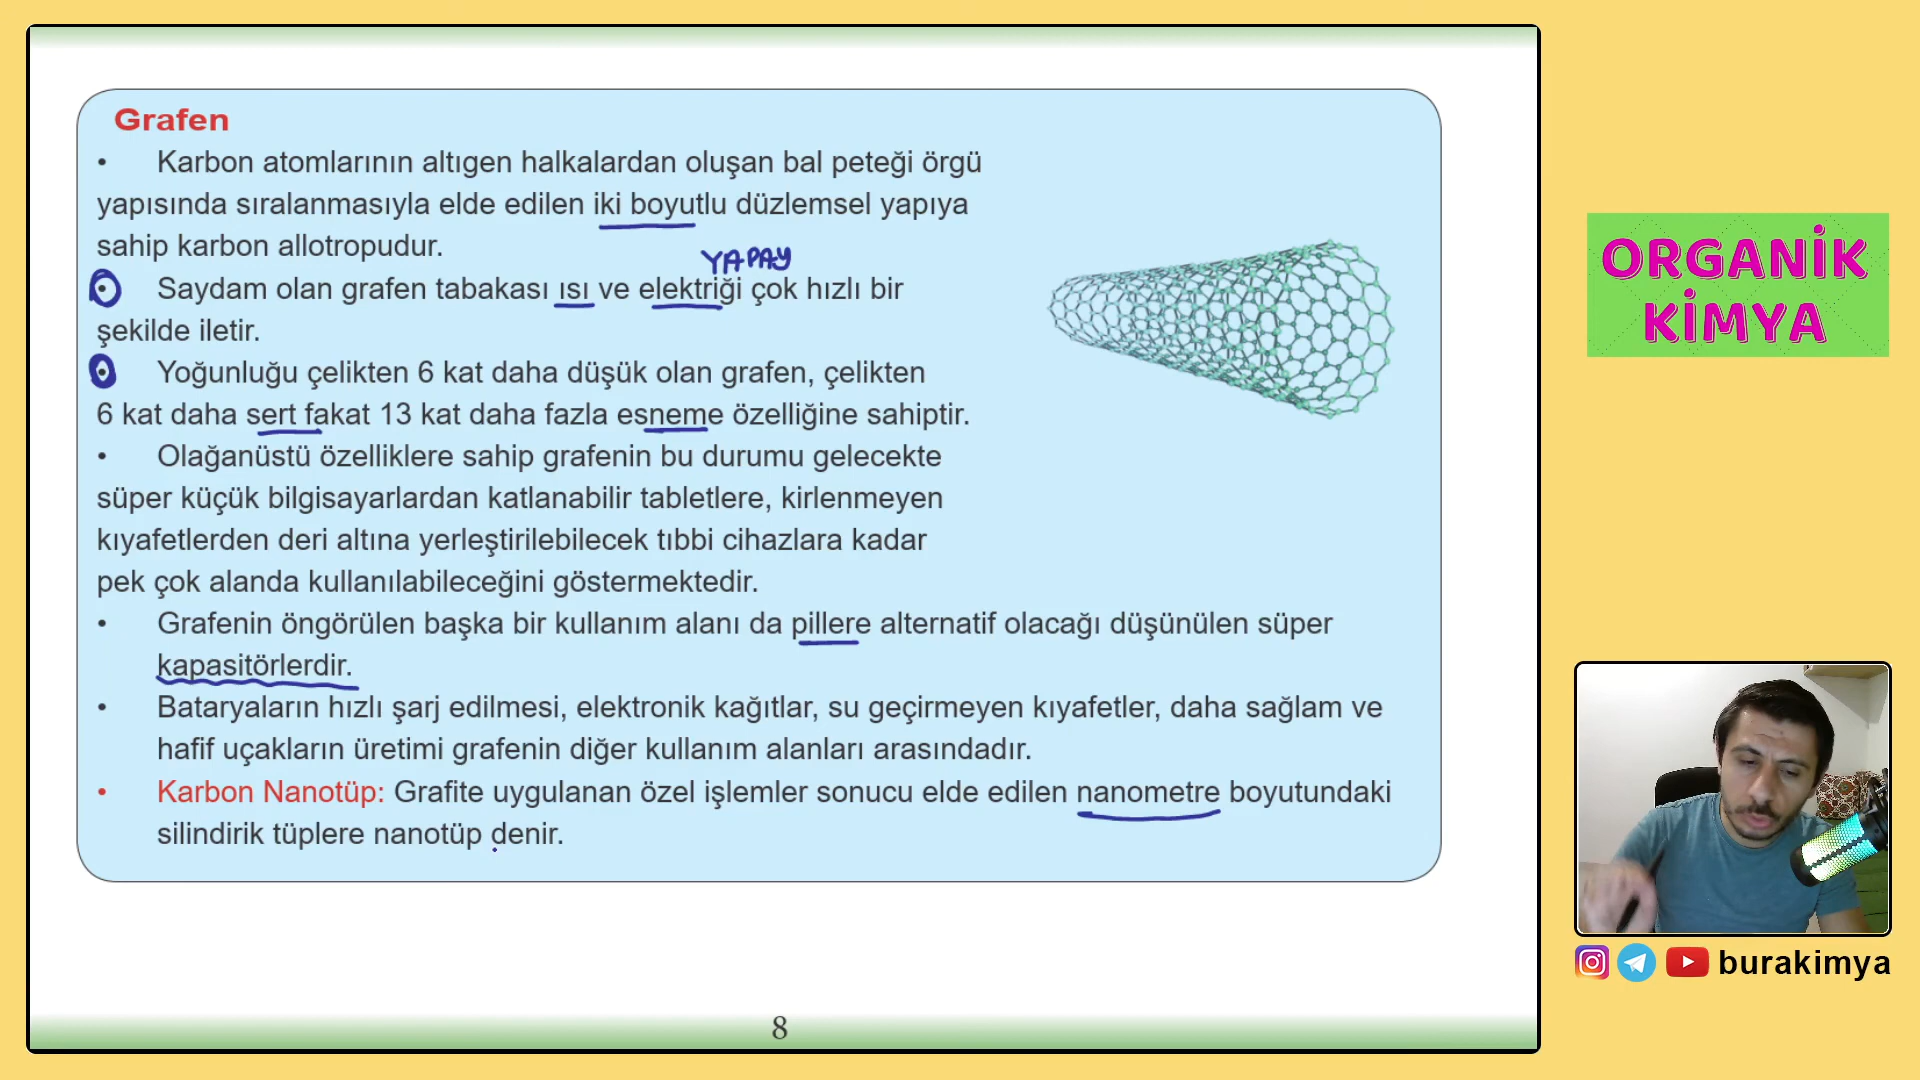 Grafen
• Karbon atomlarının altıgen halkalardan oluşan bal peteği örgü
yapısında sıralanmasıyla elde edilen iki boyutlu düzlemsel yapıya
sahip karbon allotropudur.
YAPAY
• Saydam olan grafen tabakası ısı ve elektriği çok hızlı bir
şekilde iletir.
• Yoğunluğu çelikten 6 kat daha düşük olan grafen, çelikten
6 kat daha sert fakat 13 kat daha fazla esneme özelliğine sahiptir.
• Olağanüstü özelliklere sahip grafenin bu durumu gelecekte
süper küçük bilgisayarlardan katlanabilir tabletlere, kirlenmeyen
kıyafetlerden deri altına yerleştirilebilecek tıbbi cihazlara kadar
pek çok alanda kullanılabileceğini göstermektedir.
• Grafenin öngörülen başka bir kullanım alanı da pillere alternatif olacağı düşünülen süper
kapasitörlerdir.
• Bataryaların hızlı şarj edilmesi, elektronik kağıtlar, su geçirmeyen kıyafetler, daha sağlam ve
hafif uçakların üretimi grafenin diğer kullanım alanları arasındadır.
• Karbon Nanotüp: Grafite uygulanan özel işlemler sonucu elde edilen nanometre boyutundaki
silindirik tüplere nanotüp denir.
8
ORGANİK
KİMYA
burakimya